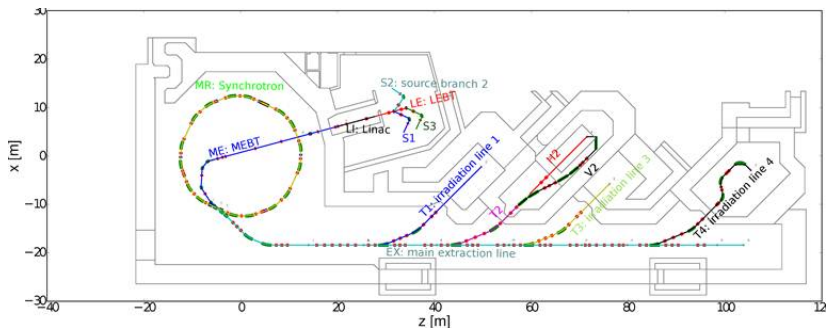 30
20
10
0
−10
−20
−30
x [m]
MR: Synchrotron
S2: source branch 2
LE: LEBT
LI: Linac
S1
S3
ME: MEBT
T1: irradiation line 1
T2
H2
V2
T3: irradiation line 3
T4: irradiation line 4
EX: main extraction line
−40
−20
0
20
40
60
80
100
120
z [m]